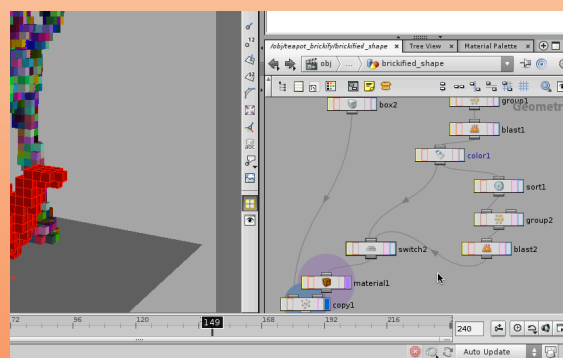 /obj/teapot_brickify/brickified_shape × Tree View × Material Palette ×
obj ... brickified_shape
12
box2
group1
Geometr
blast1
color1
sort1
group2
switch2
blast2
material1
copy1
72 96 120 149 168 192 216
240
Auto Update